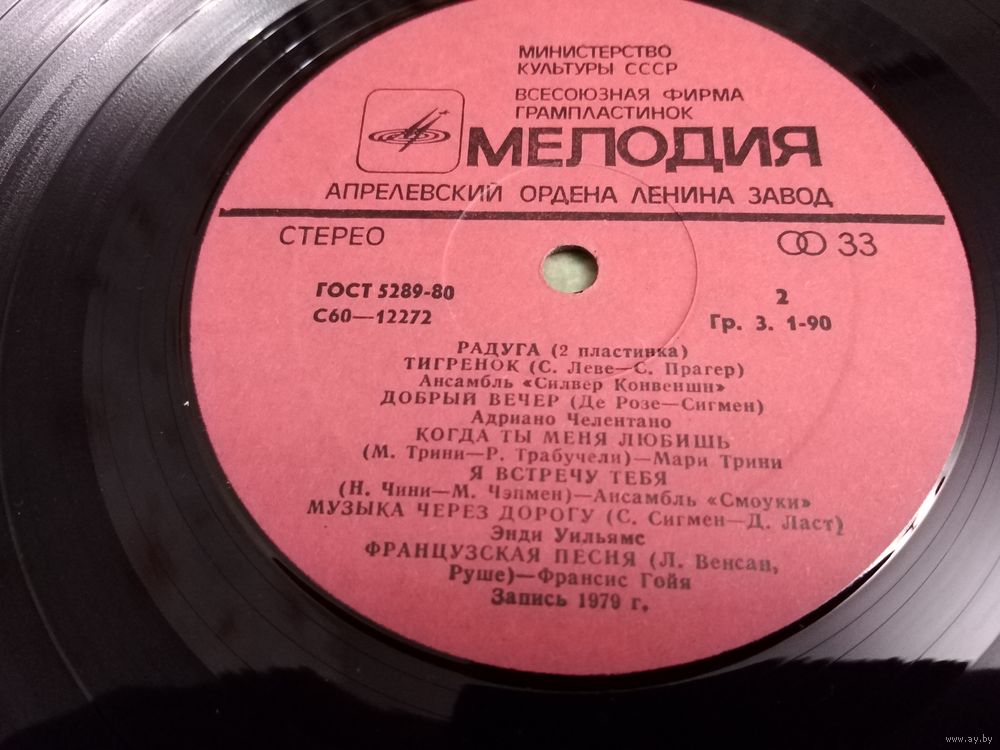 МИНИСТЕРСТВО
КУЛЬТУРЫ СССР
ВСЕСОЮЗНАЯ ФИРМА
ГРАМПЛАСТИНОК
МЕЛОДИЯ
АПРЕЛЕВСКИЙ ОРДЕНА ЛЕНИНА ЗАВОД
СТЕРЕО 33
ГОСТ 5289-80 2
С60—12272 Гр. 3. 1-90
РАДУГА (2 пластинка)
ТИГРЕНОК (С. Леве—С. Прагер)
Ансамбль «Силвер Конвеншн»
ДОБРЫЙ ВЕЧЕР (Де Розе—Сигмен)
Адриано Челентано
КОГДА ТЫ МЕНЯ ЛЮБИШЬ
(М. Трини—Р. Трабучели)—Мари Трини
Я ВСТРЕЧУ ТЕБЯ
(Н. Чини—М. Чэпмен)—Ансамбль «Смоуки»
МУЗЫКА ЧЕРЕЗ ДОРОГУ (С. Сигмен—Д. Ласт)
Энди Уильямс
ФРАНЦУЗСКАЯ ПЕСНЯ (Л. Венсан,
Руше)—Франсис Гойя
Запись 1979 г.
www.ay.by